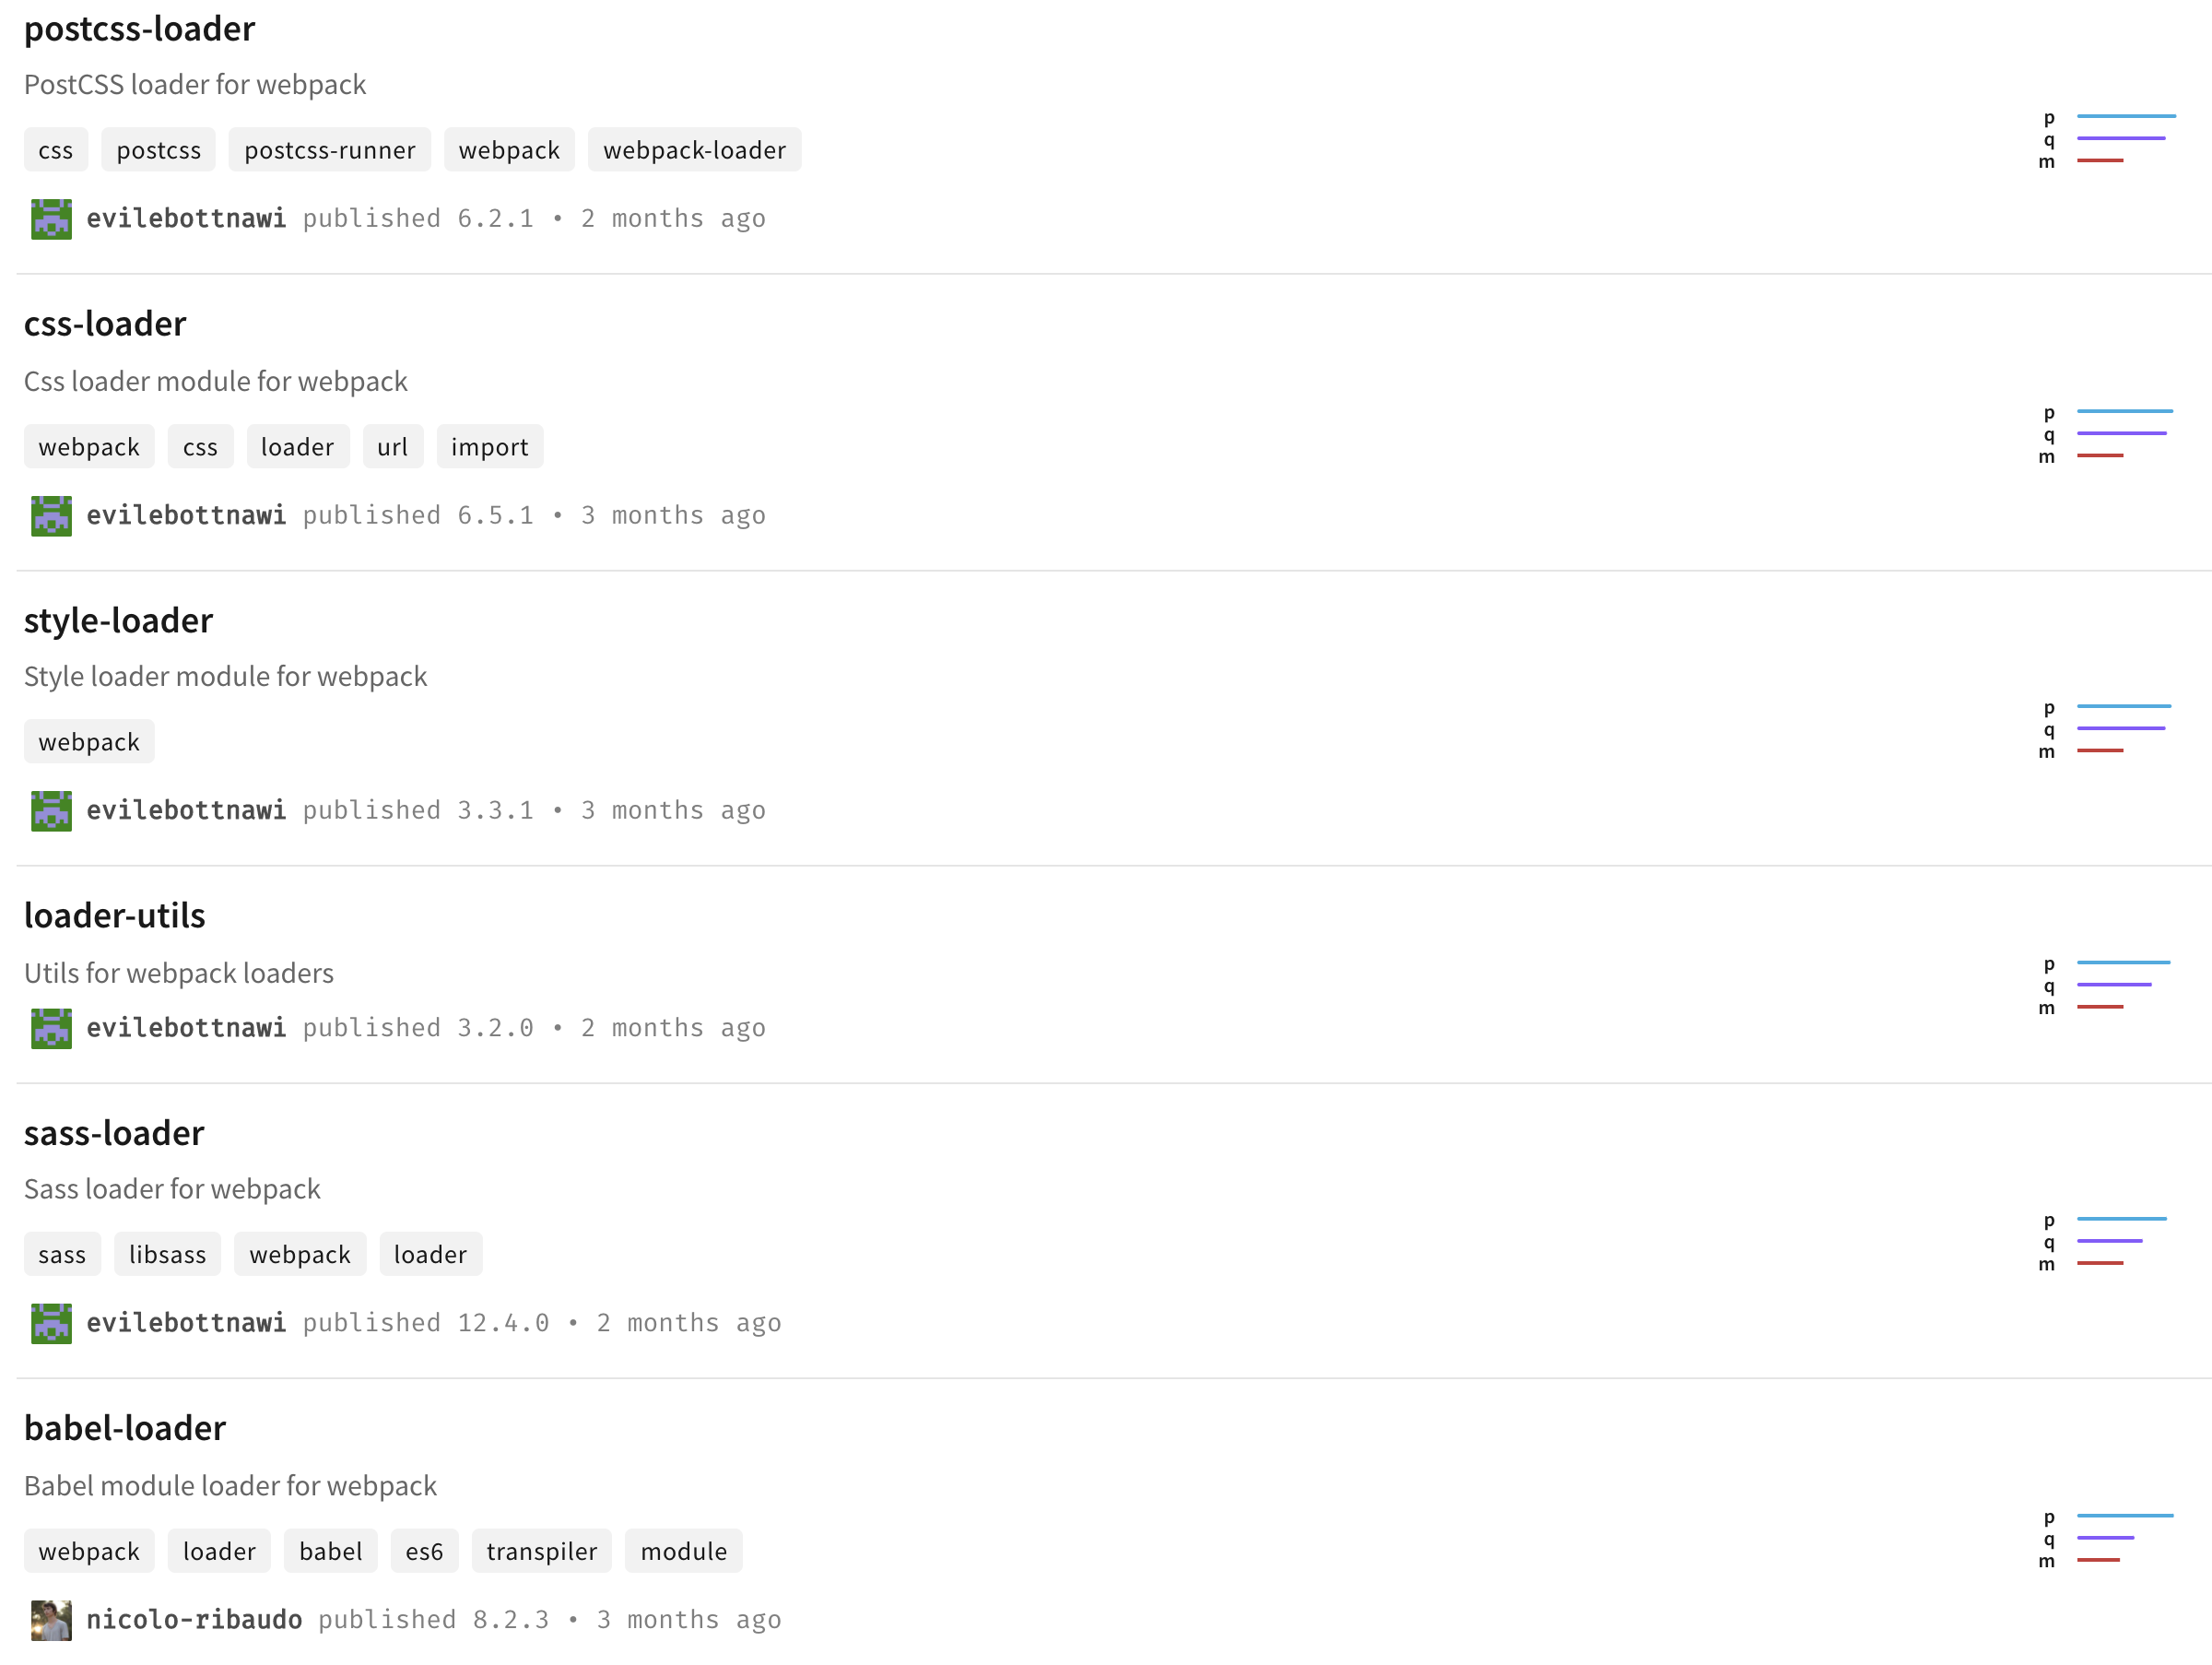 postcss-loader
PostCSS loader for webpack
css postcss postcss-runner webpack webpack-loader
p
q
m
evilebottnawi published 6.2.1 • 2 months ago
css-loader
Css loader module for webpack
webpack css loader url import
p
q
m
evilebottnawi published 6.5.1 • 3 months ago
style-loader
Style loader module for webpack
webpack
p
q
m
evilebottnawi published 3.3.1 • 3 months ago
loader-utils
Utils for webpack loaders
p
q
m
evilebottnawi published 3.2.0 • 2 months ago
sass-loader
Sass loader for webpack
sass libsass webpack loader
p
q
m
evilebottnawi published 12.4.0 • 2 months ago
babel-loader
Babel module loader for webpack
webpack loader babel es6 transpiler module
p
q
m
nicolo-ribaudo published 8.2.3 • 3 months ago